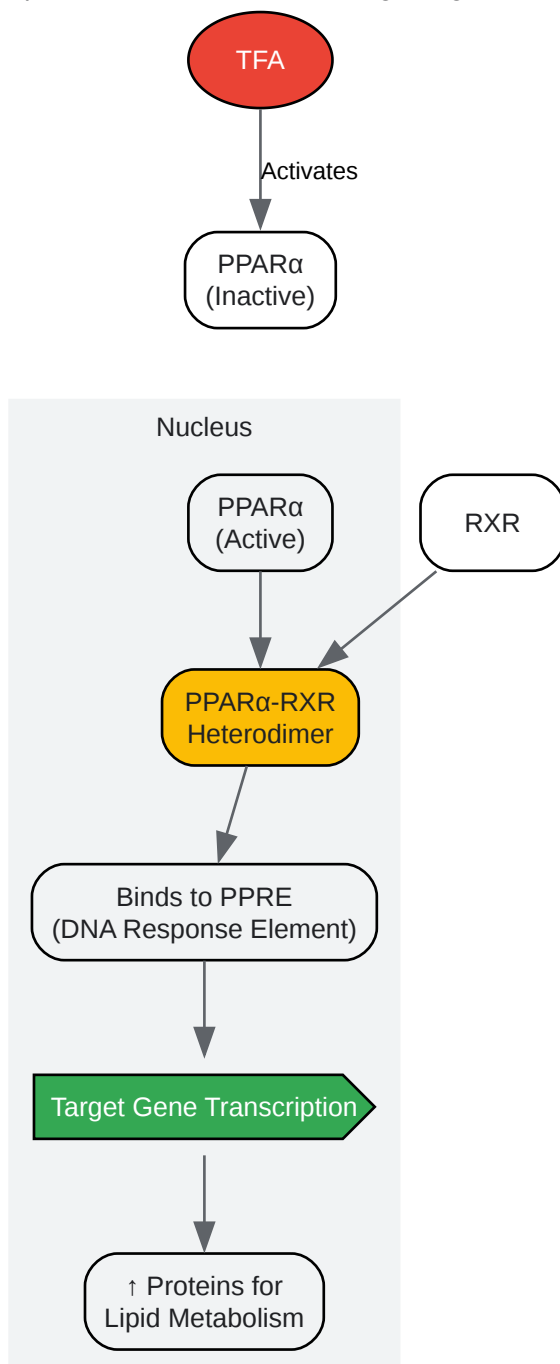 TFA
Activates
PPARα
(Inactive)
Nucleus
PPARα
(Active)
RXR
PPARα-RXR
Heterodimer
Binds to PPRE
(DNA Response Element)
Target Gene Transcription
↑ Proteins for
Lipid Metabolism